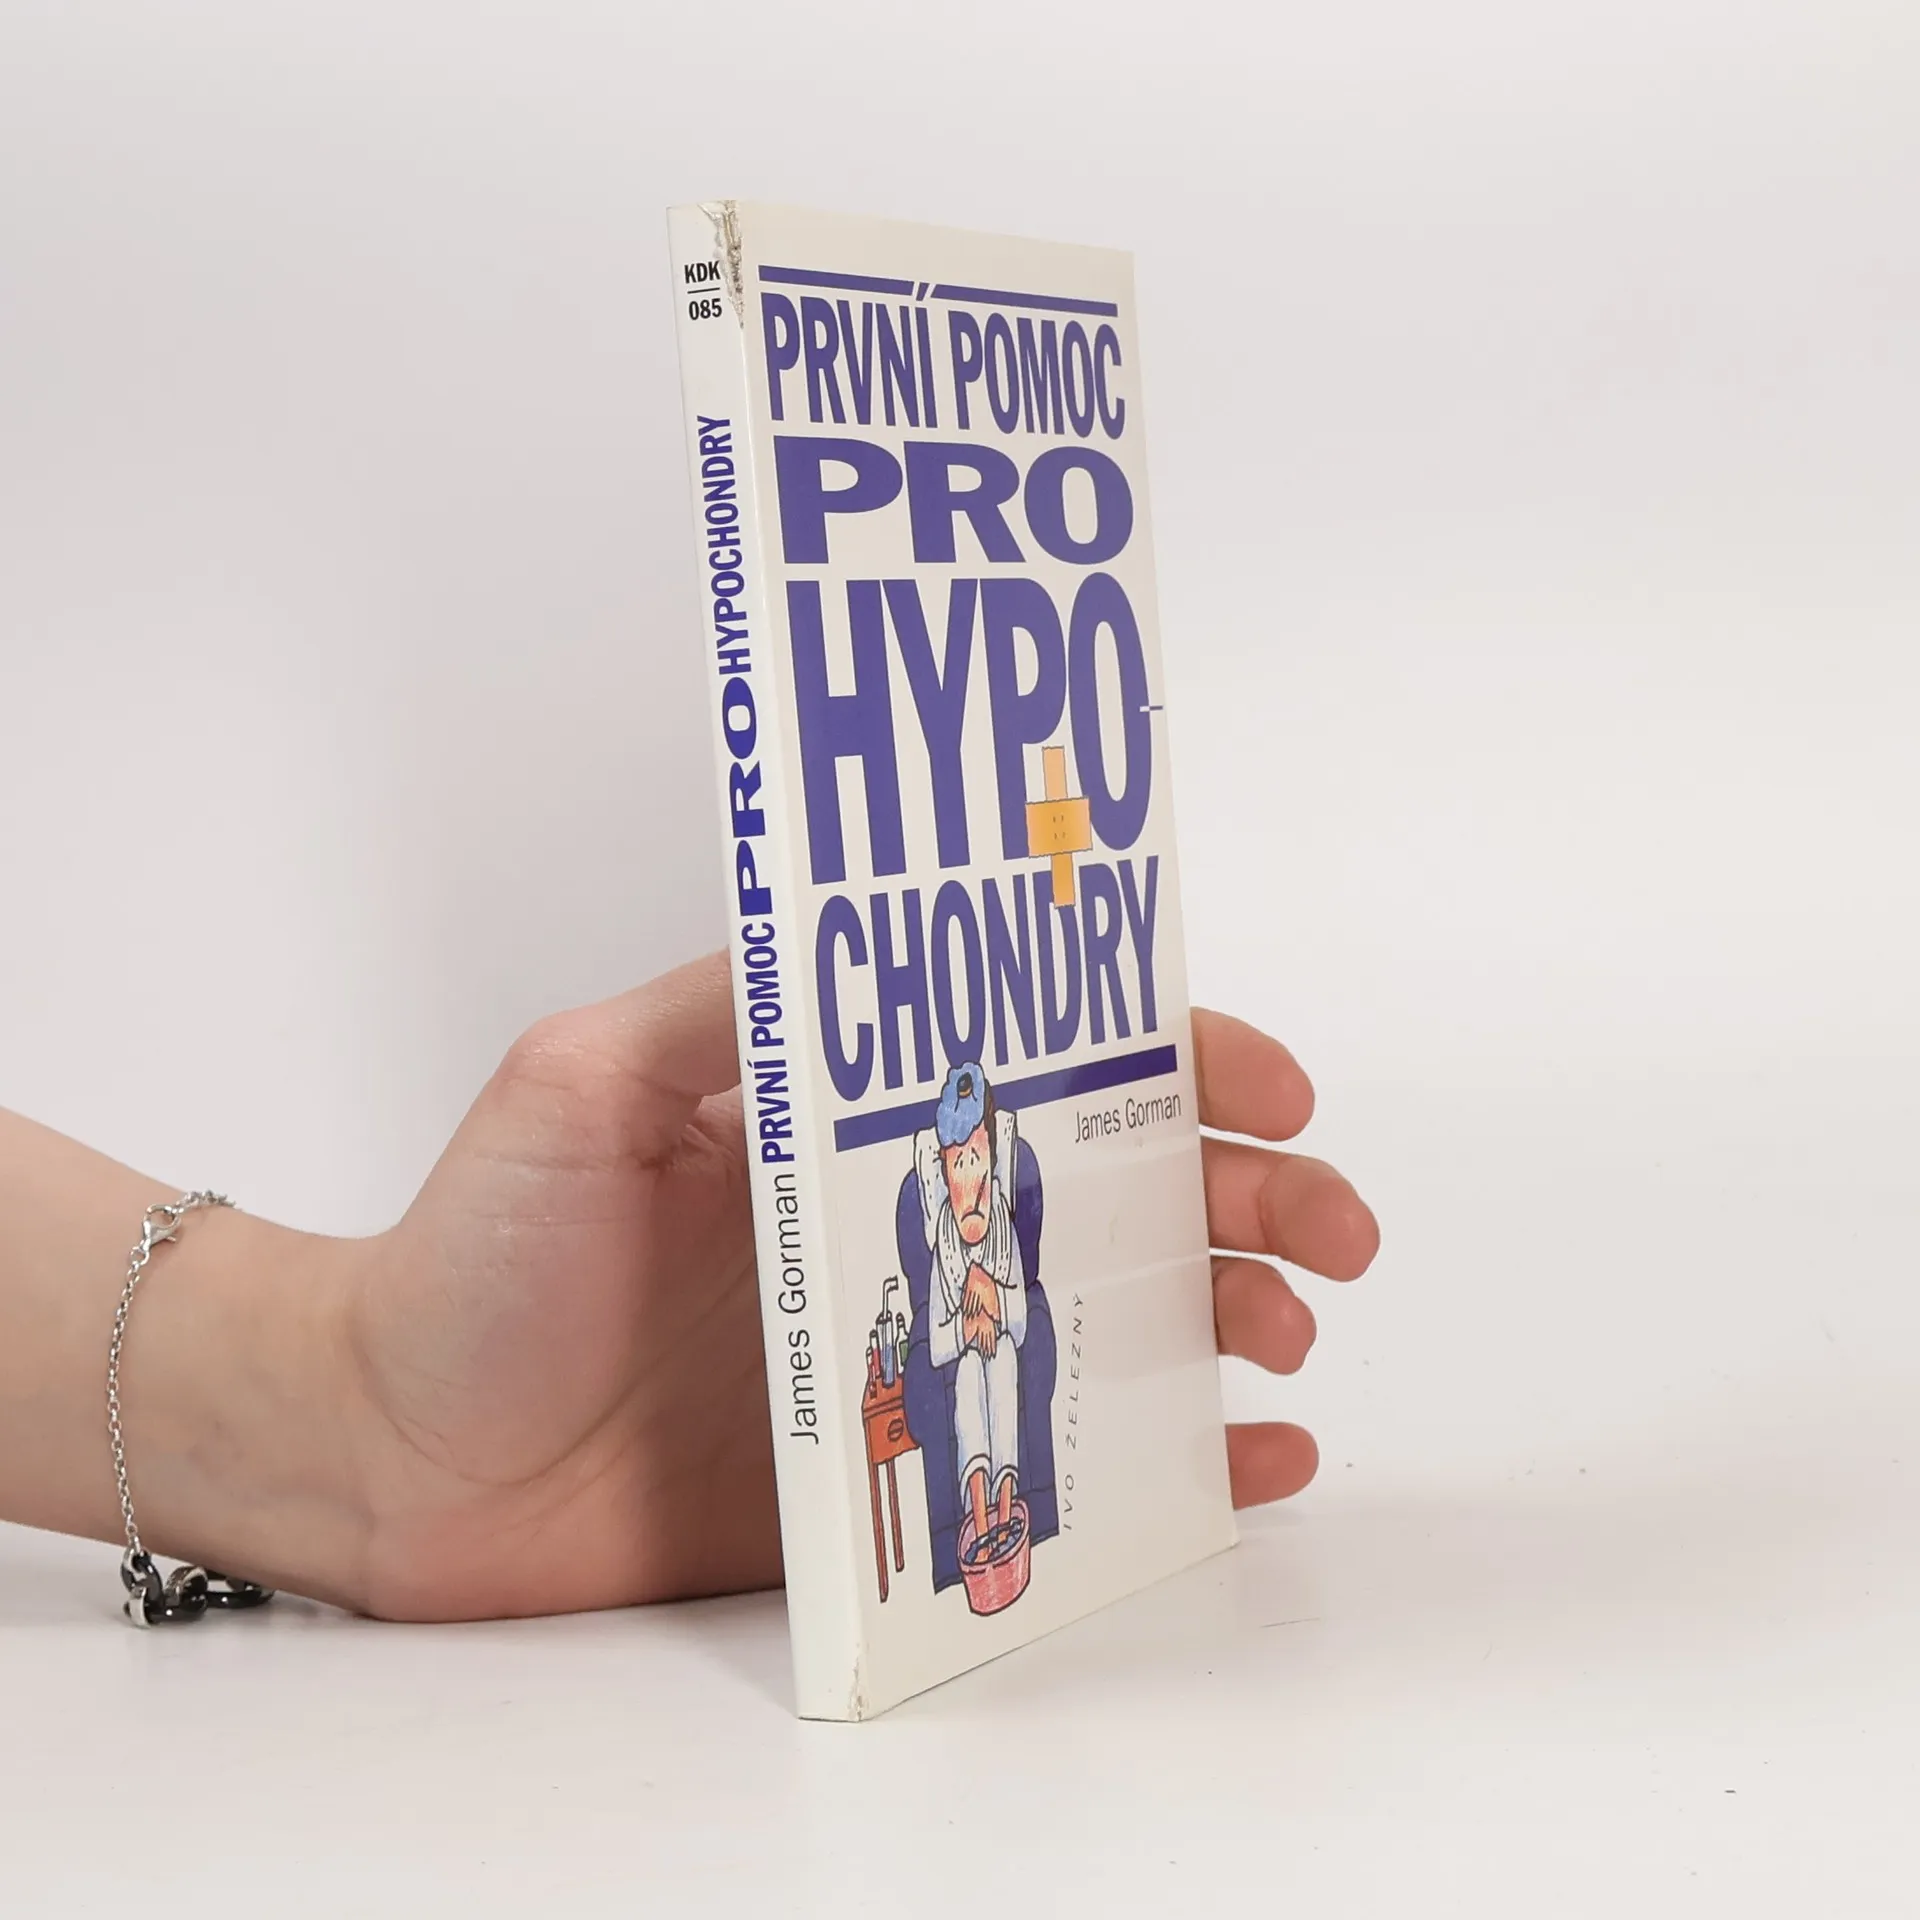 KDK
085
James Gorman PRVNÍ POMOC PRO HYPOCHONDRY
PRVNÍ POMOC
PRO
HYPO-
CHONDRY
James Gorman
IVO ŽELEZNÝ